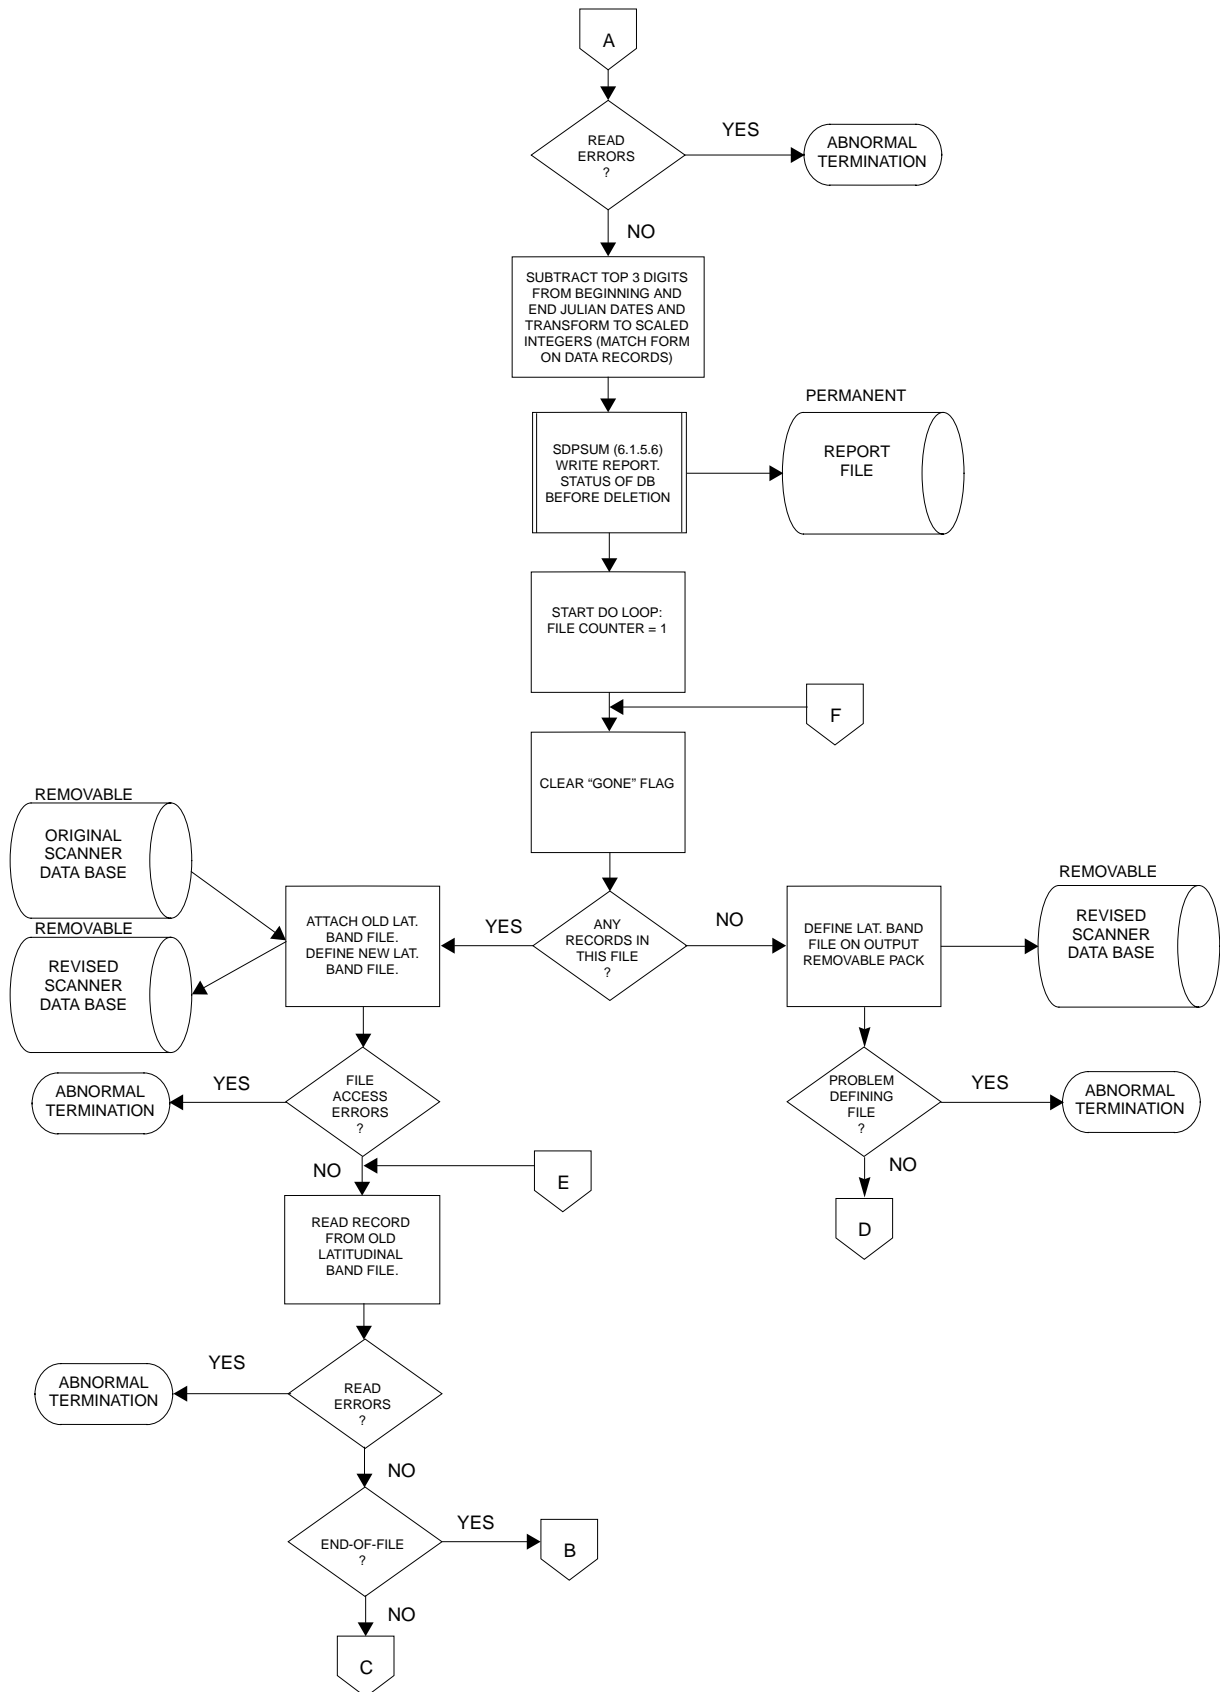 A
READ
ERRORS
?
YES
ABNORMAL
TERMINATION
NO
SUBTRACT TOP 3 DIGITS
FROM BEGINNING AND
END JULIAN DATES AND
TRANSFORM TO SCALED
INTEGERS (MATCH FORM
ON DATA RECORDS)
SDPSUM (6.1.5.6)
WRITE REPORT.
STATUS OF DB
BEFORE DELETION
PERMANENT
REPORT
FILE
START DO LOOP:
FILE COUNTER = 1
F
CLEAR “GONE” FLAG
REMOVABLE
ORIGINAL
SCANNER
DATA BASE
REMOVABLE
REVISED
SCANNER
DATA BASE
ATTACH OLD LAT.
BAND FILE.
DEFINE NEW LAT.
BAND FILE.
YES
ANY
RECORDS IN
THIS FILE
?
NO
DEFINE LAT. BAND
FILE ON OUTPUT
REMOVABLE PACK
REMOVABLE
REVISED
SCANNER
DATA BASE
ABNORMAL
TERMINATION
YES
FILE
ACCESS
ERRORS
?
PROBLEM
DEFINING
FILE
?
YES
ABNORMAL
TERMINATION
NO
E
NO
D
READ RECORD
FROM OLD
LATITUDINAL
BAND FILE.
ABNORMAL
TERMINATION
YES
READ
ERRORS
?
NO
END-OF-FILE
?
YES
B
NO
C